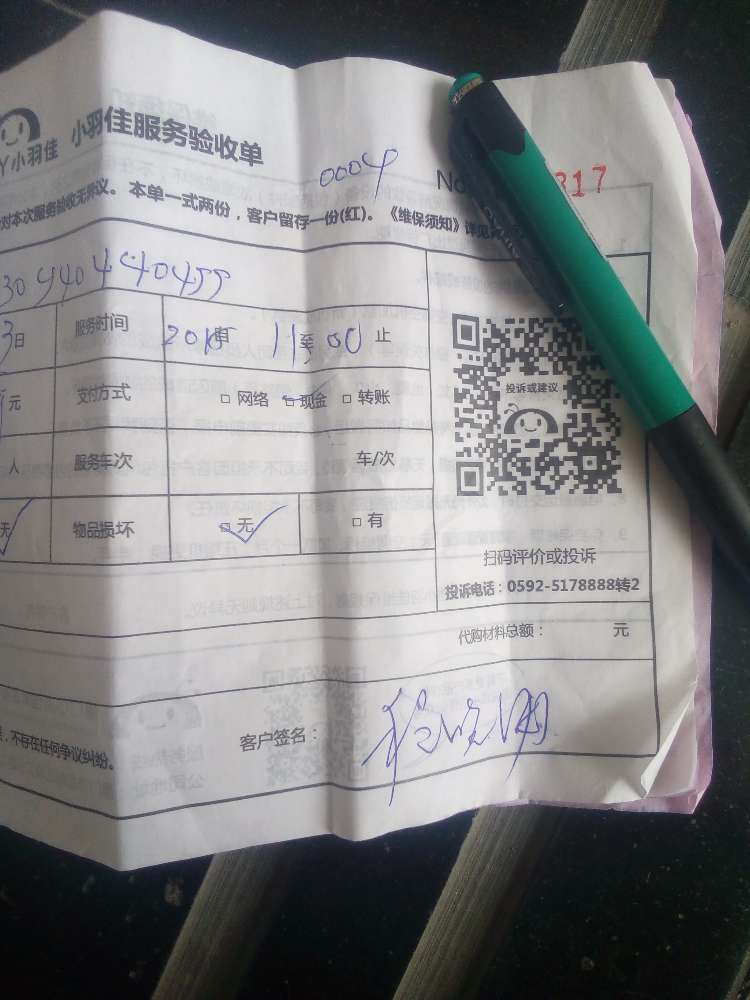 Y小羽佳 小羽佳服务验收单
0004 No 317
对本次服务验收无异议。本单一式两份，客户留存一份(红)。《维保须知》详见
30440440455
3日 服务时间 至 11 00 止
元 支付方式 □ 网络 □ 现金 □ 转账
人 服务车次 车/次
无 物品损坏 □ 无 □ 有
投诉或建议
扫码评价或投诉
投诉电话：0592-5178888转2
代购材料总额： 元
，不存在任何争议纠纷。
客户签名：